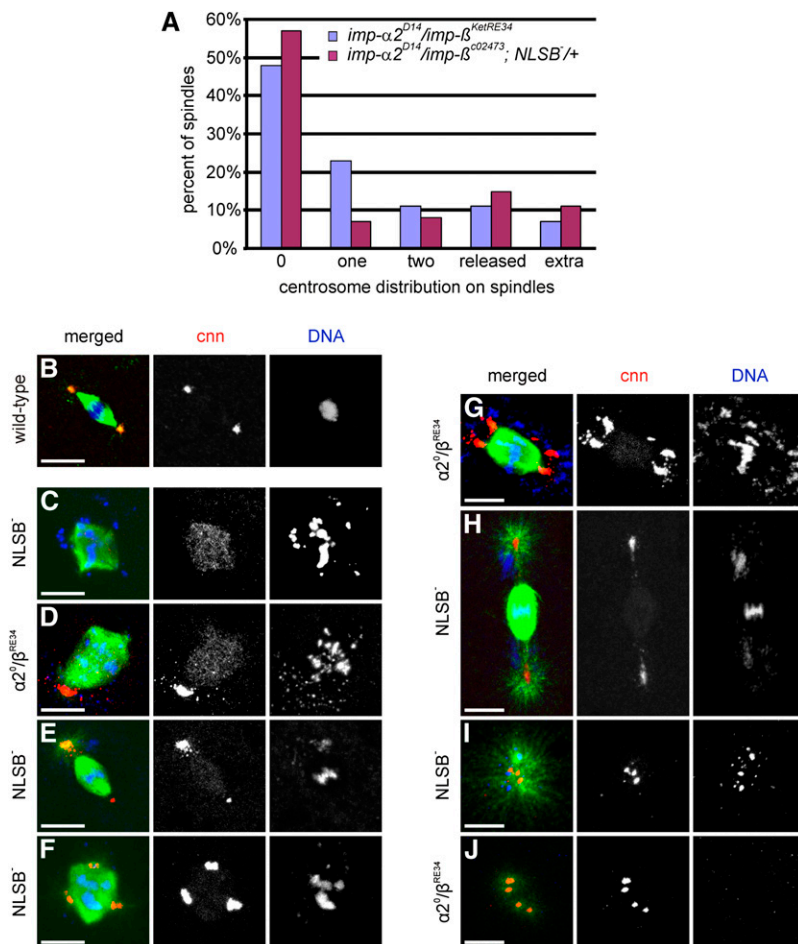 A
60%
50%
40%
30%
20%
10%
0%
percent of spindles
imp-α2ᴰ¹⁴/imp-ßᴷᵉᵗᴿᴱ³⁴
imp-α2ᴰ¹⁴/imp-ßᶜ⁰²⁴⁷³; NLSB⁻/+
0 one two released extra
centrosome distribution on spindles
merged cnn DNA
B
wild-type
C
NLSB⁻
D
α2⁰/βᴿᴱ³⁴
E
NLSB⁻
F
NLSB⁻
merged cnn DNA
G
α2⁰/βᴿᴱ³⁴
H
NLSB⁻
I
NLSB⁻
J
α2⁰/βᴿᴱ³⁴